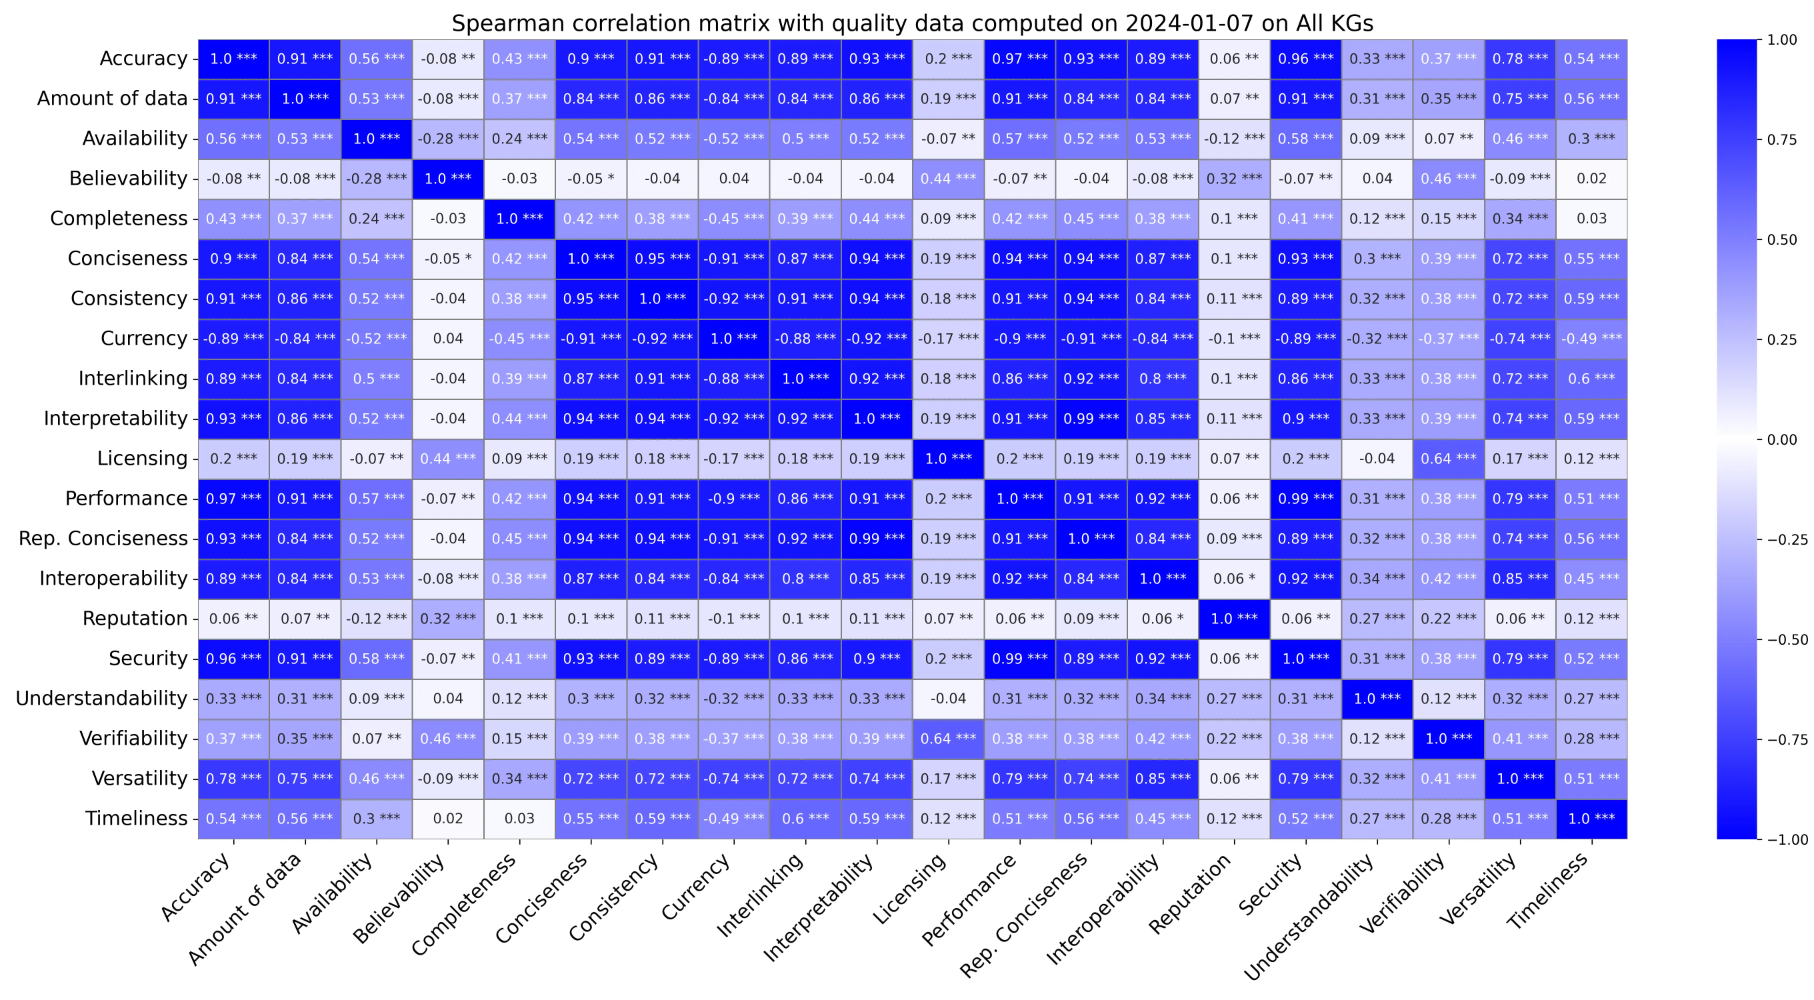 Spearman correlation matrix with quality data computed on 2024-01-07 on All KGs
Accuracy 1.0 *** 0.91 *** 0.56 *** -0.08 ** 0.43 *** 0.9 *** 0.91 *** -0.89 *** 0.89 *** 0.93 *** 0.2 *** 0.97 *** 0.93 *** 0.89 *** 0.06 ** 0.96 *** 0.33 *** 0.37 *** 0.78 *** 0.54 ***
Amount of data 0.91 *** 1.0 *** 0.53 *** -0.08 *** 0.37 *** 0.84 *** 0.86 *** -0.84 *** 0.84 *** 0.86 *** 0.19 *** 0.91 *** 0.84 *** 0.84 *** 0.07 ** 0.91 *** 0.31 *** 0.35 *** 0.75 *** 0.56 ***
Availability 0.56 *** 0.53 *** 1.0 *** -0.28 *** 0.24 *** 0.54 *** 0.52 *** -0.52 *** 0.5 *** 0.52 *** -0.07 ** 0.57 *** 0.52 *** 0.53 *** -0.12 *** 0.58 *** 0.09 *** 0.07 ** 0.46 *** 0.3 ***
Believability -0.08 ** -0.08 *** -0.28 *** 1.0 *** -0.03 -0.05 * -0.04 0.04 -0.04 -0.04 0.44 *** -0.07 ** -0.04 -0.08 *** 0.32 *** -0.07 ** 0.04 0.46 *** -0.09 *** 0.02
Completeness 0.43 *** 0.37 *** 0.24 *** -0.03 1.0 *** 0.42 *** 0.38 *** -0.45 *** 0.39 *** 0.44 *** 0.09 *** 0.42 *** 0.45 *** 0.38 *** 0.1 *** 0.41 *** 0.12 *** 0.15 *** 0.34 *** 0.03
Conciseness 0.9 *** 0.84 *** 0.54 *** -0.05 * 0.42 *** 1.0 *** 0.95 *** -0.91 *** 0.87 *** 0.94 *** 0.19 *** 0.94 *** 0.94 *** 0.87 *** 0.1 *** 0.93 *** 0.3 *** 0.39 *** 0.72 *** 0.55 ***
Consistency 0.91 *** 0.86 *** 0.52 *** -0.04 0.38 *** 0.95 *** 1.0 *** -0.92 *** 0.91 *** 0.94 *** 0.18 *** 0.91 *** 0.94 *** 0.84 *** 0.11 *** 0.89 *** 0.32 *** 0.38 *** 0.72 *** 0.59 ***
Currency -0.89 *** -0.84 *** -0.52 *** 0.04 -0.45 *** -0.91 *** -0.92 *** 1.0 *** -0.88 *** -0.92 *** -0.17 *** -0.9 *** -0.91 *** -0.84 *** -0.1 *** -0.89 *** -0.32 *** -0.37 *** -0.74 *** -0.49 ***
Interlinking 0.89 *** 0.84 *** 0.5 *** -0.04 0.39 *** 0.87 *** 0.91 *** -0.88 *** 1.0 *** 0.92 *** 0.18 *** 0.86 *** 0.92 *** 0.8 *** 0.1 *** 0.86 *** 0.33 *** 0.38 *** 0.72 *** 0.6 ***
Interpretability 0.93 *** 0.86 *** 0.52 *** -0.04 0.44 *** 0.94 *** 0.94 *** -0.92 *** 0.92 *** 1.0 *** 0.19 *** 0.91 *** 0.99 *** 0.85 *** 0.11 *** 0.9 *** 0.33 *** 0.39 *** 0.74 *** 0.59 ***
Licensing 0.2 *** 0.19 *** -0.07 ** 0.44 *** 0.09 *** 0.19 *** 0.18 *** -0.17 *** 0.18 *** 0.19 *** 1.0 *** 0.2 *** 0.19 *** 0.19 *** 0.07 ** 0.2 *** -0.04 0.64 *** 0.17 *** 0.12 ***
Performance 0.97 *** 0.91 *** 0.57 *** -0.07 ** 0.42 *** 0.94 *** 0.91 *** -0.9 *** 0.86 *** 0.91 *** 0.2 *** 1.0 *** 0.91 *** 0.92 *** 0.06 ** 0.99 *** 0.31 *** 0.38 *** 0.79 *** 0.51 ***
Rep. Conciseness 0.93 *** 0.84 *** 0.52 *** -0.04 0.45 *** 0.94 *** 0.94 *** -0.91 *** 0.92 *** 0.99 *** 0.19 *** 0.91 *** 1.0 *** 0.84 *** 0.09 *** 0.89 *** 0.32 *** 0.38 *** 0.74 *** 0.56 ***
Interoperability 0.89 *** 0.84 *** 0.53 *** -0.08 *** 0.38 *** 0.87 *** 0.84 *** -0.84 *** 0.8 *** 0.85 *** 0.19 *** 0.92 *** 0.84 *** 1.0 *** 0.06 * 0.92 *** 0.34 *** 0.42 *** 0.85 *** 0.45 ***
Reputation 0.06 ** 0.07 ** -0.12 *** 0.32 *** 0.1 *** 0.1 *** 0.11 *** -0.1 *** 0.1 *** 0.11 *** 0.07 ** 0.06 ** 0.09 *** 0.06 * 1.0 *** 0.06 ** 0.27 *** 0.22 *** 0.06 ** 0.12 ***
Security 0.96 *** 0.91 *** 0.58 *** -0.07 ** 0.41 *** 0.93 *** 0.89 *** -0.89 *** 0.86 *** 0.9 *** 0.2 *** 0.99 *** 0.89 *** 0.92 *** 0.06 ** 1.0 *** 0.31 *** 0.38 *** 0.79 *** 0.52 ***
Understandability 0.33 *** 0.31 *** 0.09 *** 0.04 0.12 *** 0.3 *** 0.32 *** -0.32 *** 0.33 *** 0.33 *** -0.04 0.31 *** 0.32 *** 0.34 *** 0.27 *** 0.31 *** 1.0 *** 0.12 *** 0.32 *** 0.27 ***
Verifiability 0.37 *** 0.35 *** 0.07 ** 0.46 *** 0.15 *** 0.39 *** 0.38 *** -0.37 *** 0.38 *** 0.39 *** 0.64 *** 0.38 *** 0.38 *** 0.42 *** 0.22 *** 0.38 *** 0.12 *** 1.0 *** 0.41 *** 0.28 ***
Versatility 0.78 *** 0.75 *** 0.46 *** -0.09 *** 0.34 *** 0.72 *** 0.72 *** -0.74 *** 0.72 *** 0.74 *** 0.17 *** 0.79 *** 0.74 *** 0.85 *** 0.06 ** 0.79 *** 0.32 *** 0.41 *** 1.0 *** 0.51 ***
Timeliness 0.54 *** 0.56 *** 0.3 *** 0.02 0.03 0.55 *** 0.59 *** -0.49 *** 0.6 *** 0.59 *** 0.12 *** 0.51 *** 0.56 *** 0.45 *** 0.12 *** 0.52 *** 0.27 *** 0.28 *** 0.51 *** 1.0 ***
Accuracy
Amount of data
Availability
Believability
Completeness
Conciseness
Consistency
Currency
Interlinking
Interpretability
Licensing
Performance
Rep. Conciseness
Interoperability
Reputation
Security
Understandability
Verifiability
Versatility
Timeliness
1.00
0.75
0.50
0.25
0.00
−0.25
−0.50
−0.75
−1.00